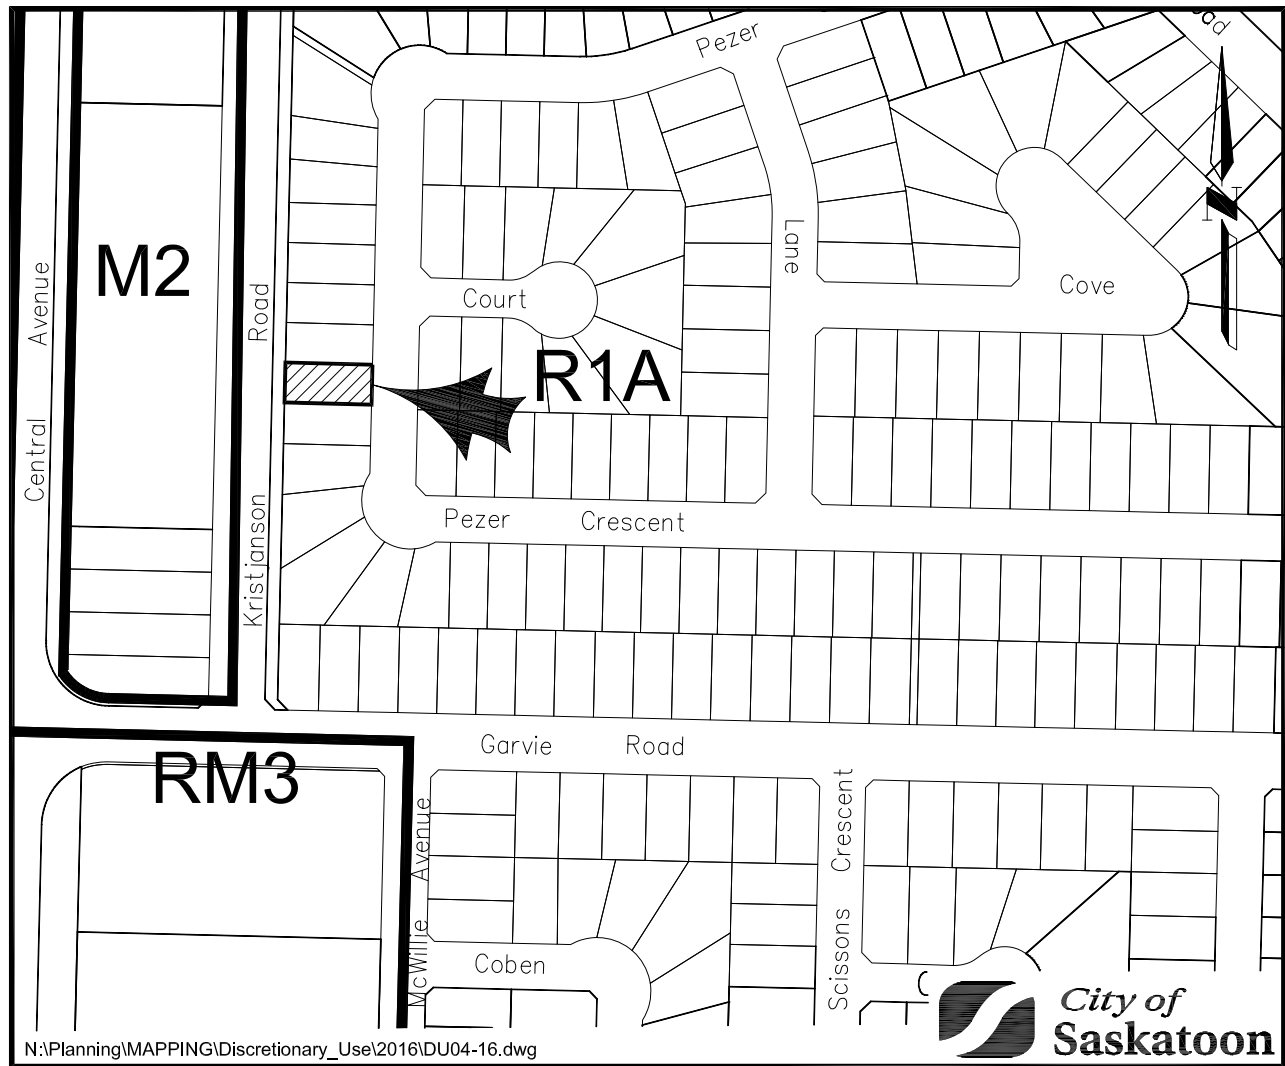 Pezer
M2
Avenue
Central
Road
Kristjanson
Lane
Court
Cove
R1A
Pezer Crescent
Garvie Road
RM3
McWillie Avenue
Scissons Crescent
Coben
City of
Saskatoon
N:\Planning\MAPPING\Discretionary_Use\2016\DU04-16.dwg